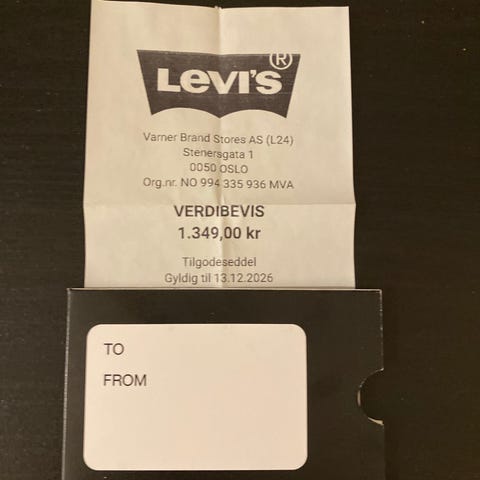 LEVI'S ®
Varner Brand Stores AS (L24)
Stenersgata 1
0050 OSLO
Org.nr. NO 994 335 936 MVA
VERDIBEVIS
1.349,00 kr
Tilgodeseddel
Gyldig til 13.12.2026
TO
FROM